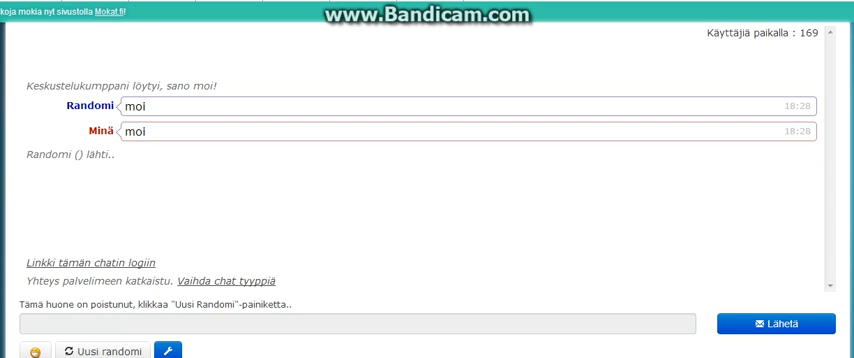 www.Bandicam.com
koja mokia nyt sivustolla Mokat.fi!
Käyttäjiä paikalla : 169
Keskustelukumppani löytyi, sano moi!
Randomi moi 18:28
Minä moi 18:28
Randomi () lähti..
Linkki tämän chatin logiin
Yhteys palvelimeen katkaistu. Vaihda chat tyyppiä
Tämä huone on poistunut, klikkaa "Uusi Randomi"-painiketta..
Lähetä
Uusi randomi